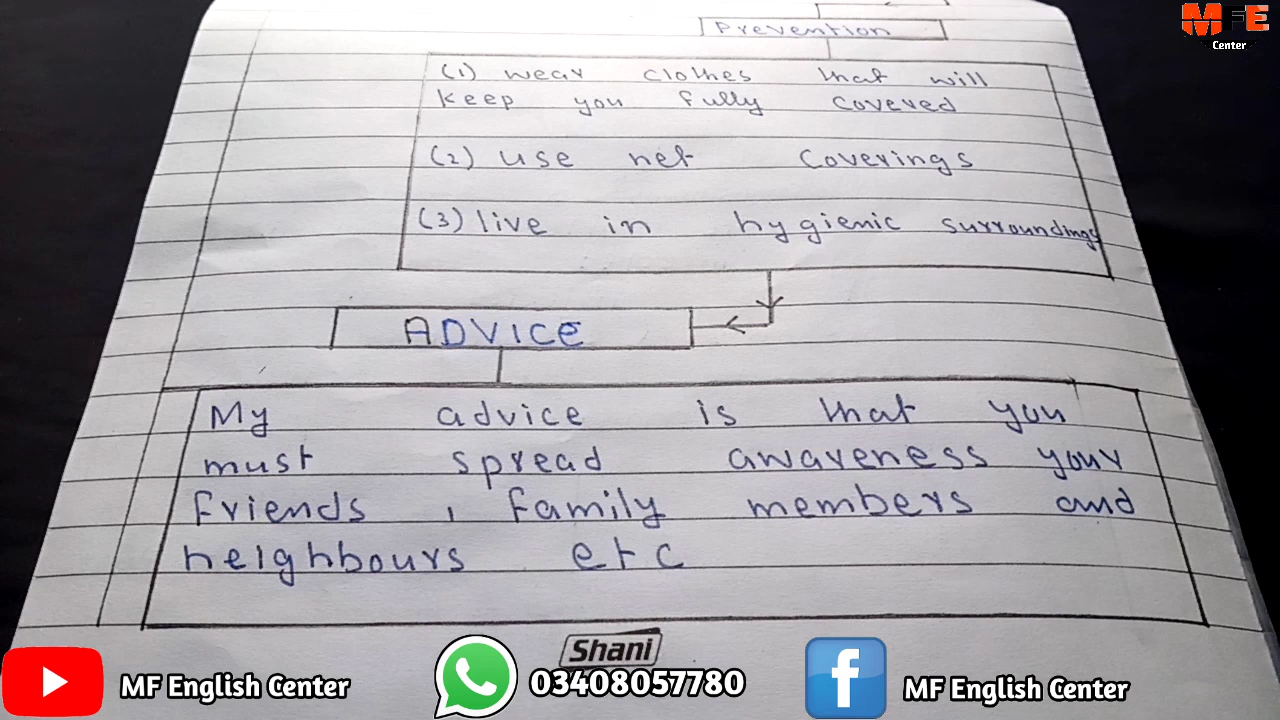 MFE
Center
Prevention
(1) wear clothes that will
keep you fully covered
(2) use net coverings
(3) live in hygienic surroundings
ADVICE
My advice is that you
must spread awareness your
friends , family members and
neighbours etc
Shani
MF English Center
03408057780
MF English Center